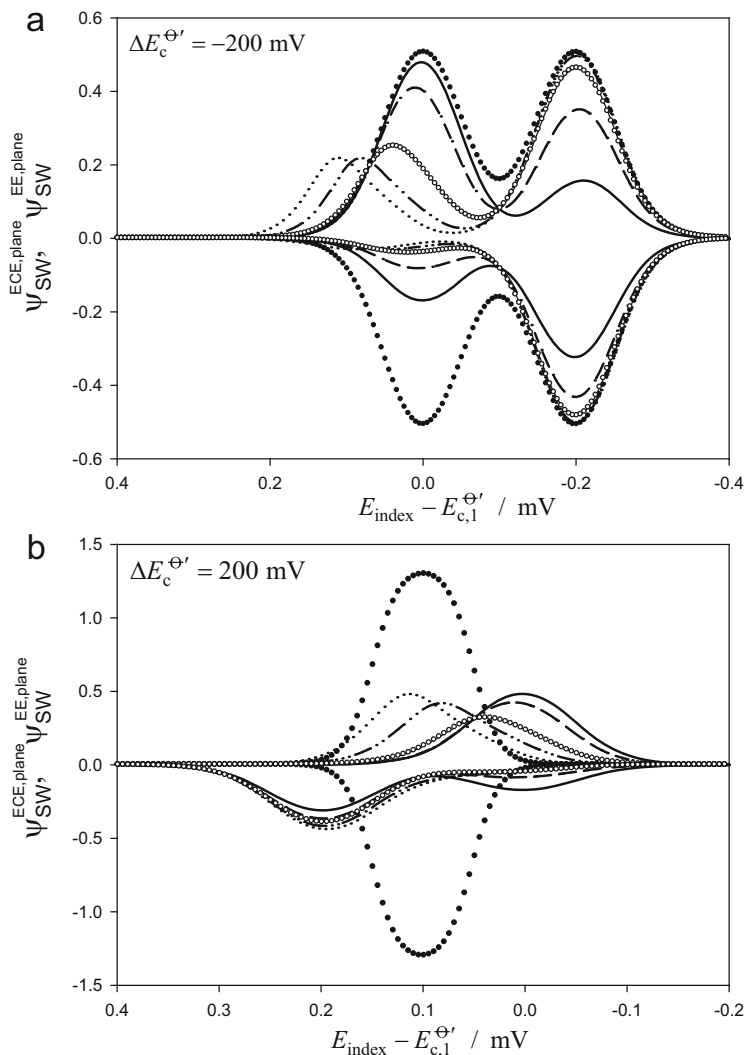 a
ΔE_c^⊖′ = −200 mV
ψ_SW^ECE,plane, ψ_SW^EE,plane
0.6
0.4
0.2
0.0
-0.2
-0.4
-0.6
0.4 0.2 0.0 -0.2 -0.4
E_index − E_c,1^⊖′ / mV
b
ΔE_c^⊖′ = 200 mV
ψ_SW^ECE,plane, ψ_SW^EE,plane
1.5
1.0
0.5
0.0
-0.5
-1.0
-1.5
0.4 0.3 0.2 0.1 0.0 -0.1 -0.2
E_index − E_c,1^⊖′ / mV